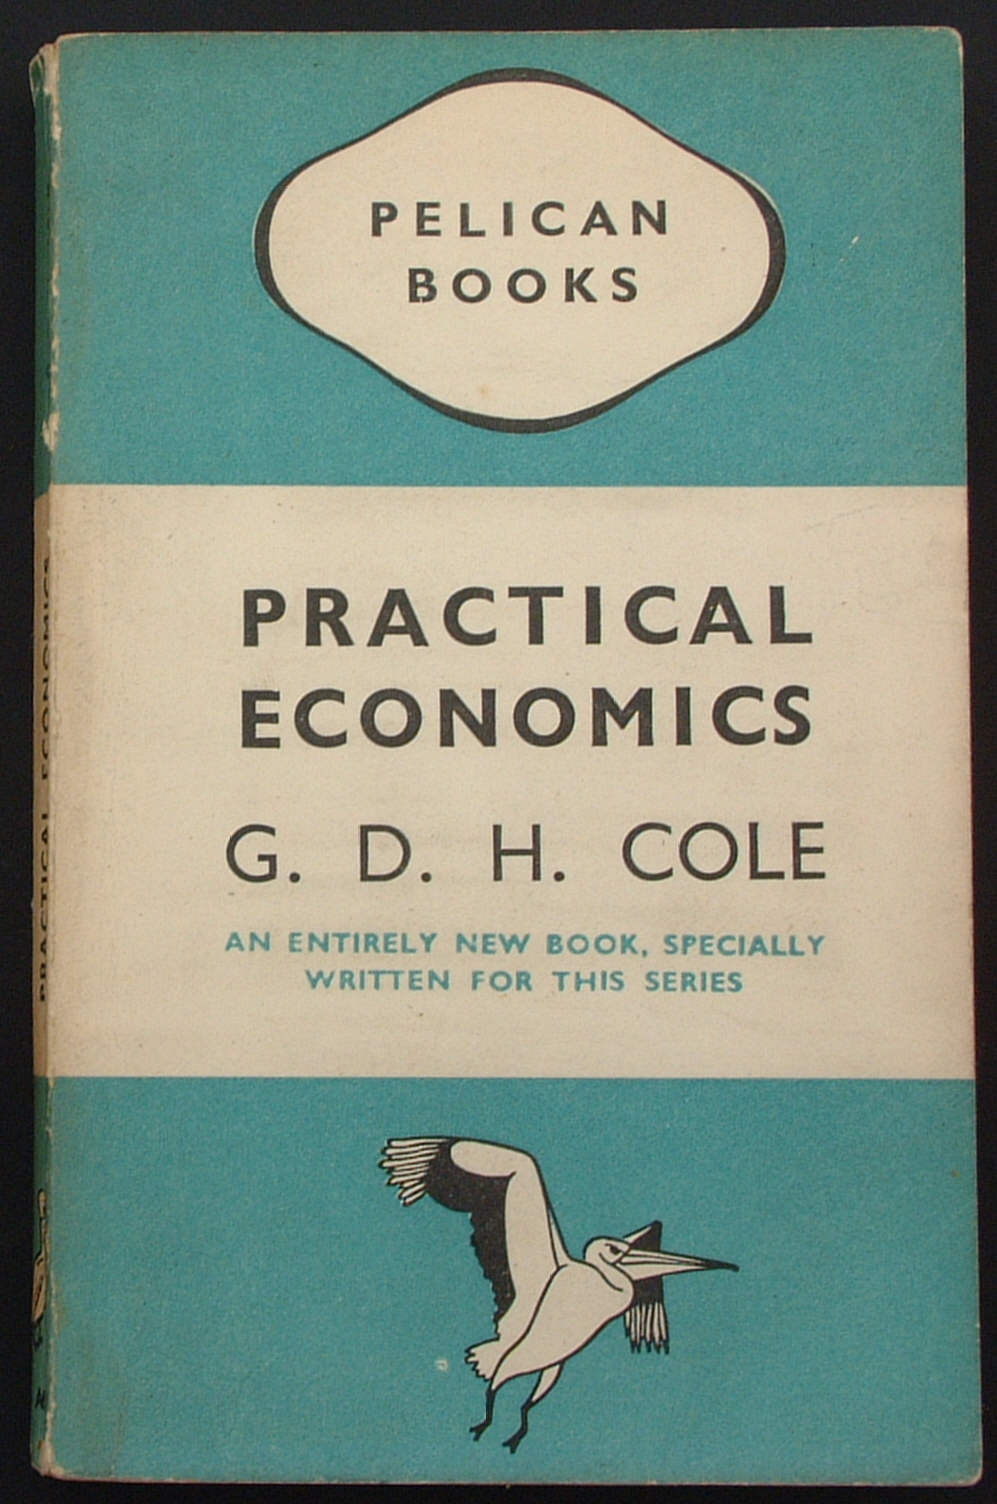 PELICAN
BOOKS
PRACTICAL
ECONOMICS
G. D. H. COLE
AN ENTIRELY NEW BOOK, SPECIALLY
WRITTEN FOR THIS SERIES
PRACTICAL ECONOMICS